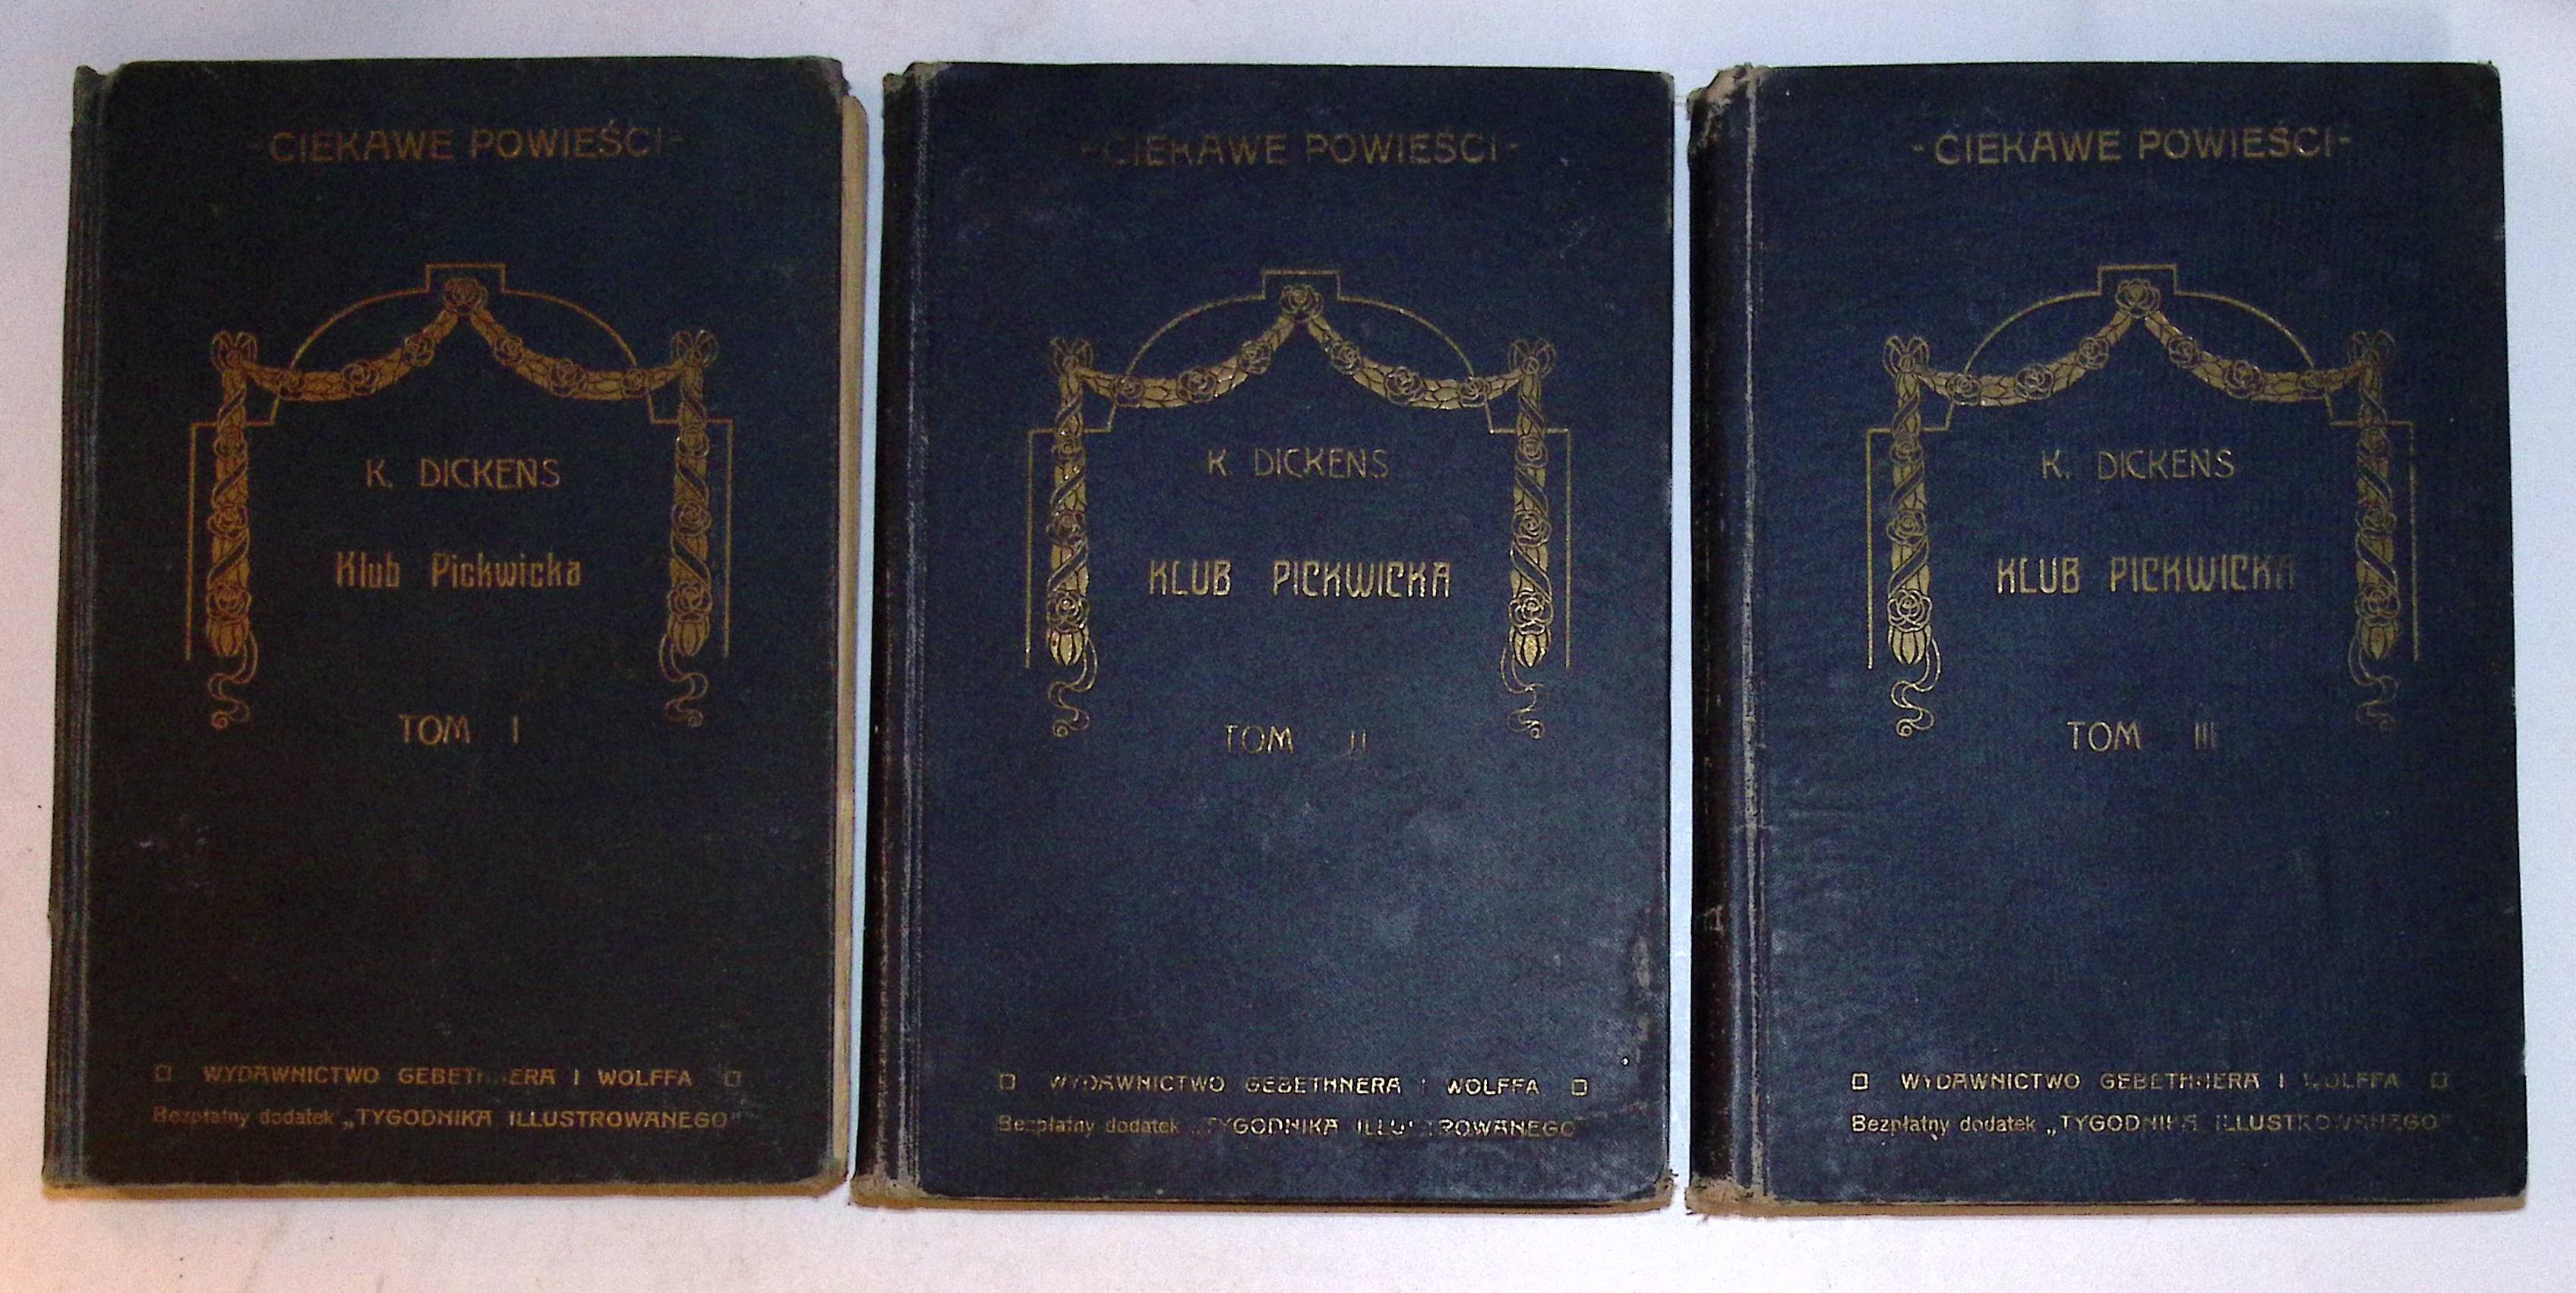 -CIEKAWE POWIEŚCI-
K. DICKENS
Klub Pickwicka
TOM I
WYDAWNICTWO GEBETHNERA I WOLFFA
Bezpłatny dodatek „TYGODNIKA ILLUSTROWANEGO"
-CIEKAWE POWIEŚCI-
K. DICKENS
KLUB PICKWICKA
TOM II
WYDAWNICTWO GEBETHNERA I WOLFFA
Bezpłatny dodatek „TYGODNIKA ILLUSTROWANEGO"
-CIEKAWE POWIEŚCI-
K. DICKENS
KLUB PICKWICKA
TOM III
WYDAWNICTWO GEBETHNERA I WOLFFA
Bezpłatny dodatek „TYGODNIKA ILLUSTROWANEGO"